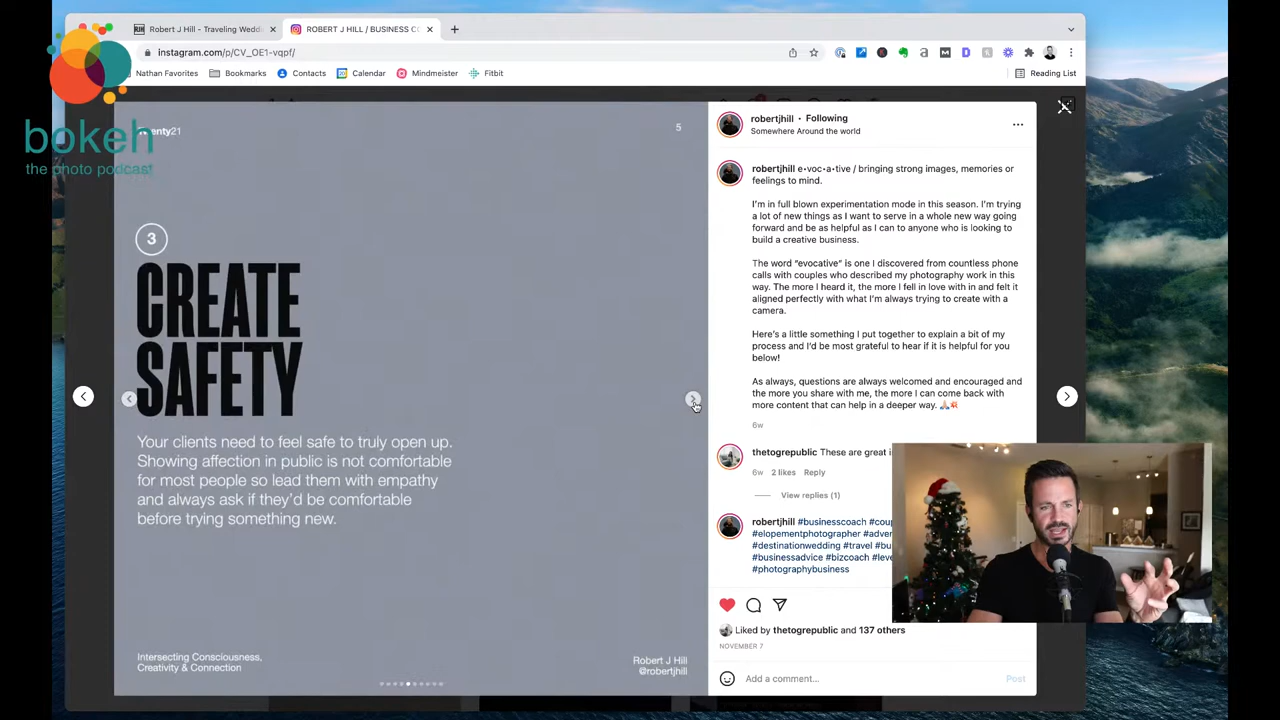 Robert J Hill - Traveling Weddi
ROBERT J HILL / BUSINESS C
instagram.com/p/CV_OE1-vqpf/
Nathan Favorites
Bookmarks
Contacts
Calendar
Mindmeister
Fitbit
Reading List
bokeh
the photo podcast
5
3
CREATE
SAFETY
Your clients need to feel safe to truly open up.
Showing affection in public is not comfortable
for most people so lead them with empathy
and always ask if they'd be comfortable
before trying something new.
Intersecting Consciousness,
Creativity & Connection
Robert J Hill
@robertjhill
robertjhill • Following
Somewhere Around the world
robertjhill e•voc•a•tive / bringing strong images, memories or
feelings to mind.
I'm in full blown experimentation mode in this season. I'm trying
a lot of new things as I want to serve in a whole new way going
forward and be as helpful as I can to anyone who is looking to
build a creative business.
The word "evocative" is one I discovered from countless phone
calls with couples who described my photography work in this
way. The more I heard it, the more I fell in love with in and felt it
aligned perfectly with what I'm always trying to create with a
camera.
Here's a little something I put together to explain a bit of my
process and I'd be most grateful to hear if it is helpful for you
below!
As always, questions are always welcomed and encouraged and
the more you share with me, the more I can come back with
more content that can help in a deeper way. 🙏🏼💥
6w
thetogrepublic These are great i
6w 2 likes Reply
View replies (1)
robertjhill #businesscoach #cou
#elopementphotographer #adver
#destinationwedding #travel #bu
#businessadvice #bizcoach #leve
#photographybusiness
Liked by thetogrepublic and 137 others
NOVEMBER 7
Add a comment...
Post